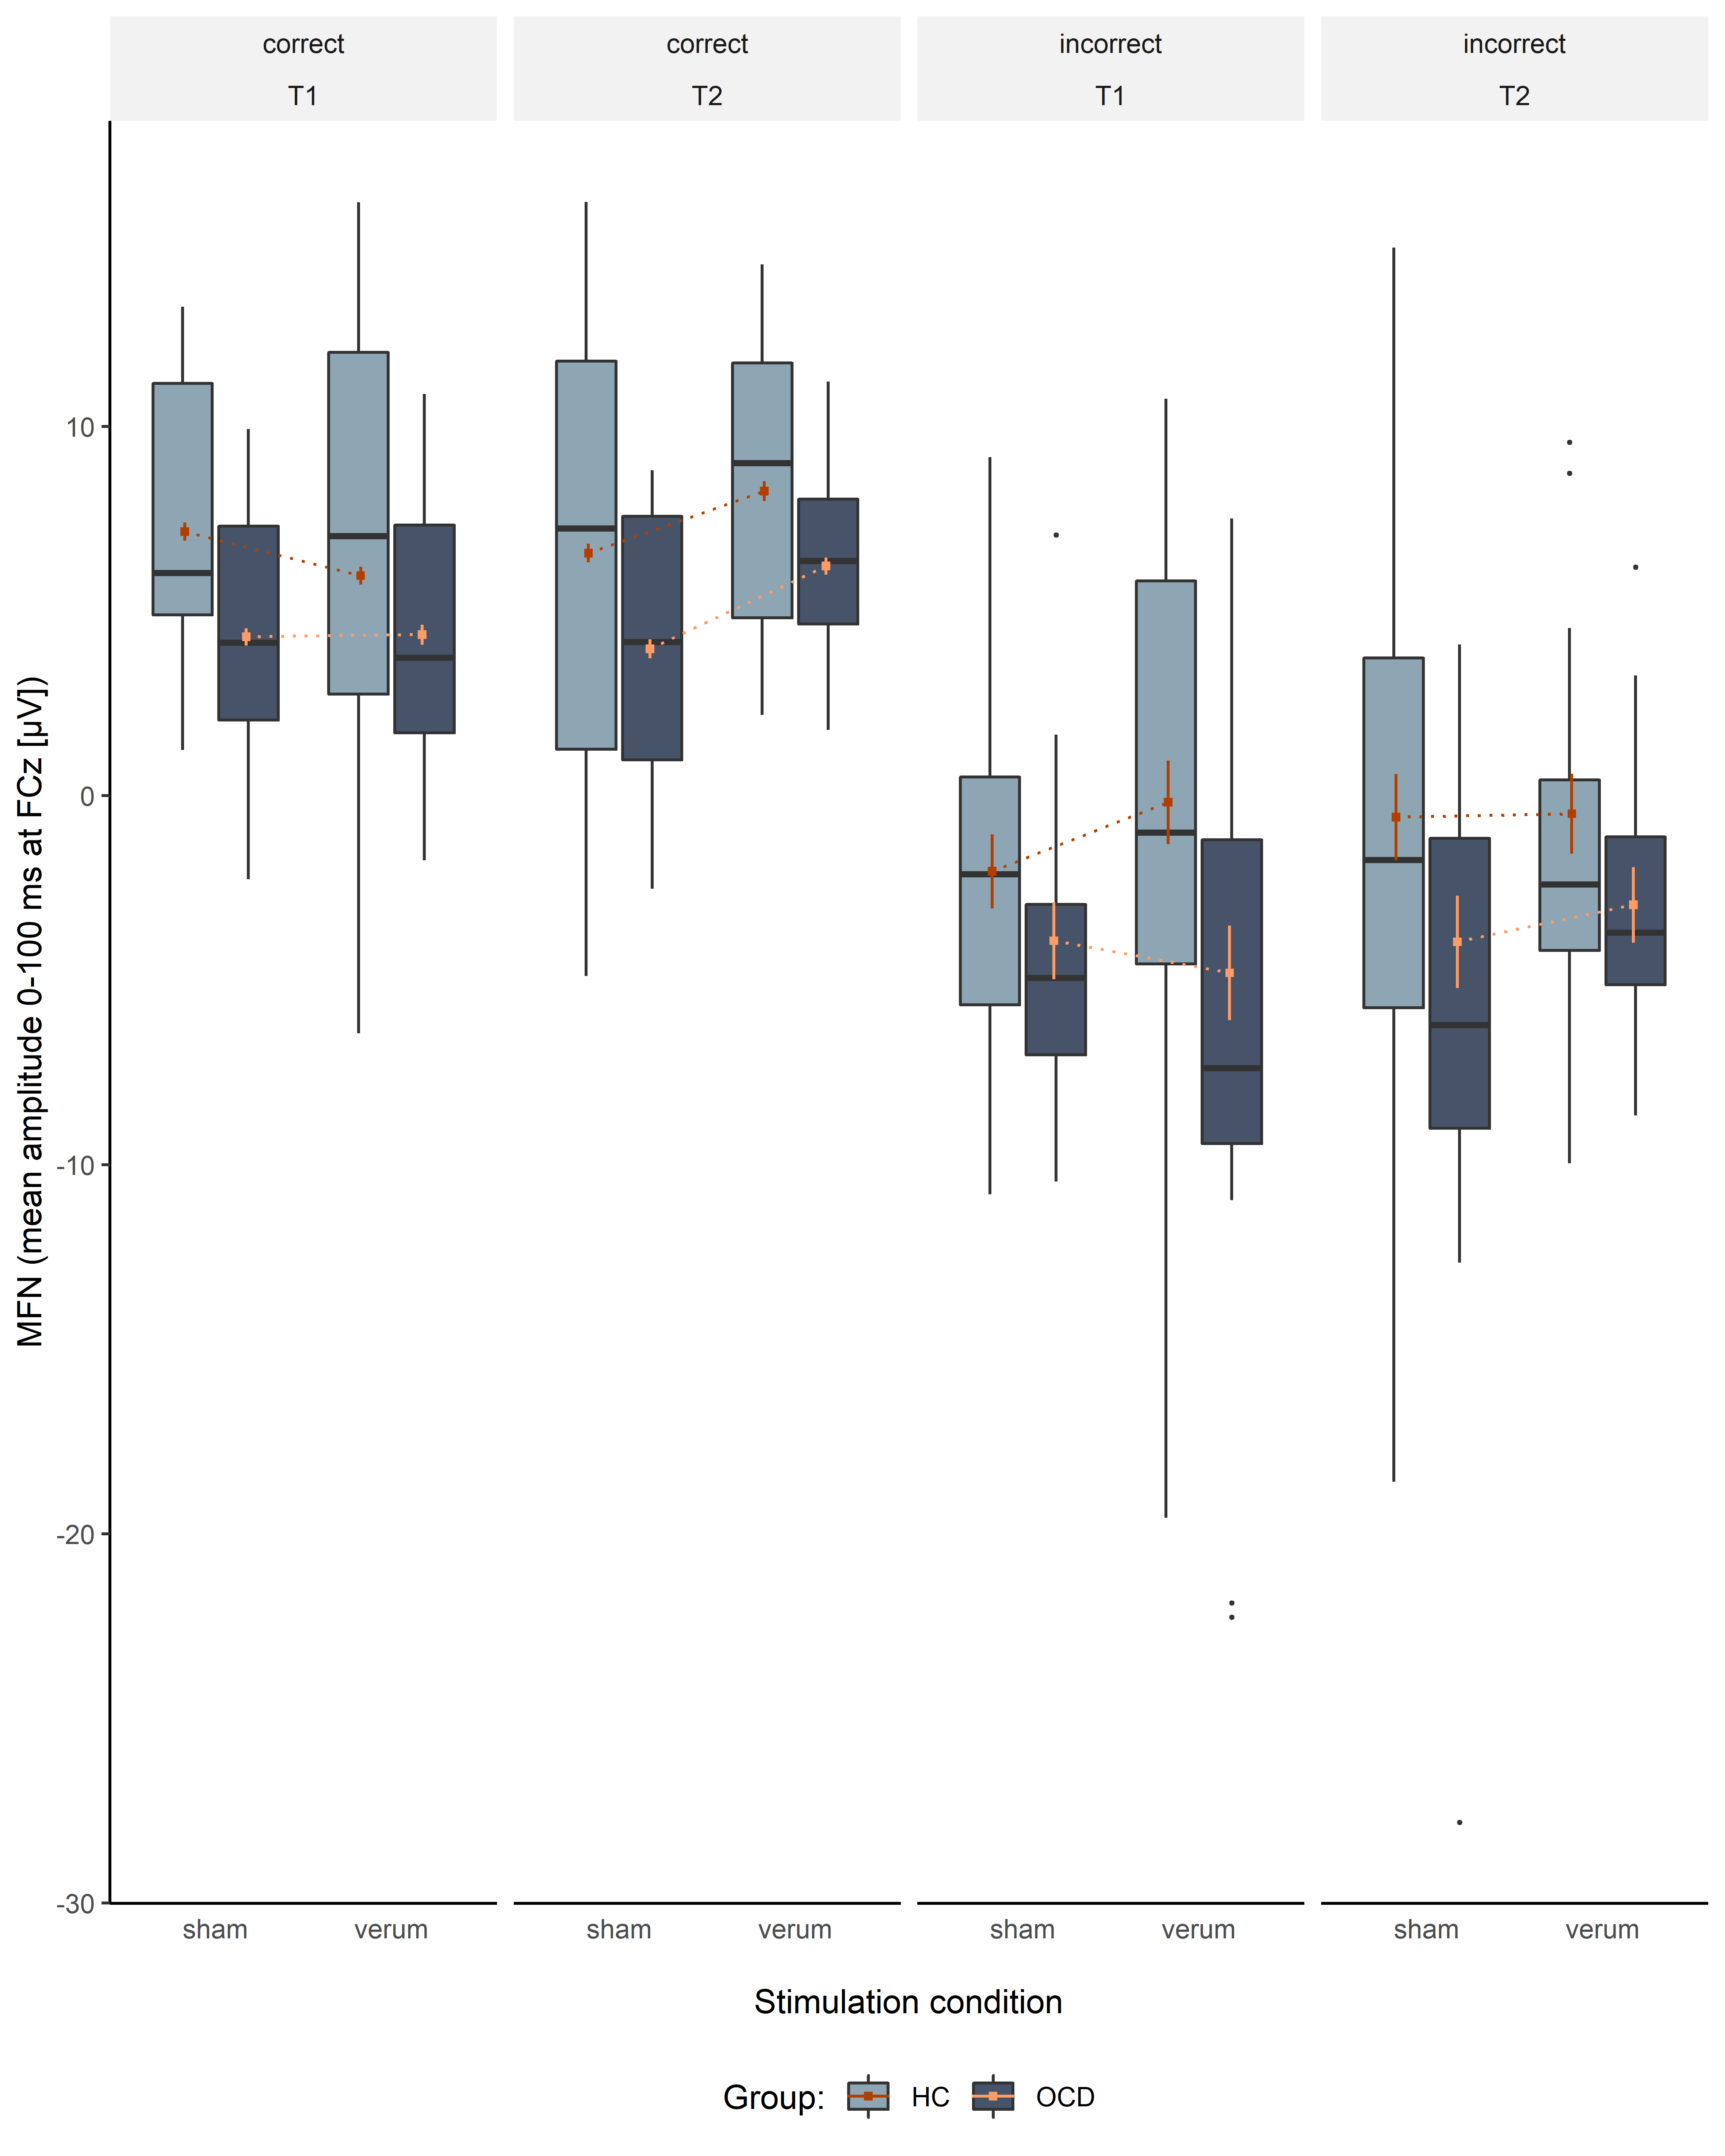 correct
T1
correct
T2
incorrect
T1
incorrect
T2
MFN (mean amplitude 0-100 ms at FCz [µV])
10
0
-10
-20
-30
sham
verum
sham
verum
sham
verum
sham
verum
Stimulation condition
Group:
HC
OCD